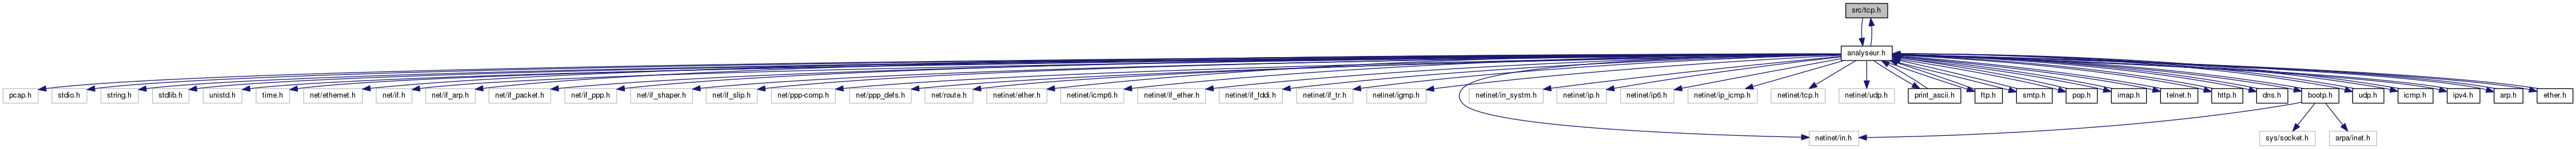 src/tcp.h
analyseur.h
pcap.h
stdio.h
string.h
stdlib.h
unistd.h
time.h
net/ethernet.h
net/if.h
net/if_arp.h
net/if_packet.h
net/if_ppp.h
net/if_shaper.h
net/if_slip.h
net/ppp-comp.h
net/ppp_defs.h
net/route.h
netinet/ether.h
netinet/icmp6.h
netinet/if_ether.h
netinet/if_fddi.h
netinet/if_tr.h
netinet/igmp.h
netinet/in_systm.h
netinet/ip.h
netinet/ip6.h
netinet/ip_icmp.h
netinet/tcp.h
netinet/udp.h
print_ascii.h
ftp.h
smtp.h
pop.h
imap.h
telnet.h
http.h
dns.h
bootp.h
udp.h
icmp.h
ipv4.h
arp.h
ether.h
netinet/in.h
sys/socket.h
arpa/inet.h